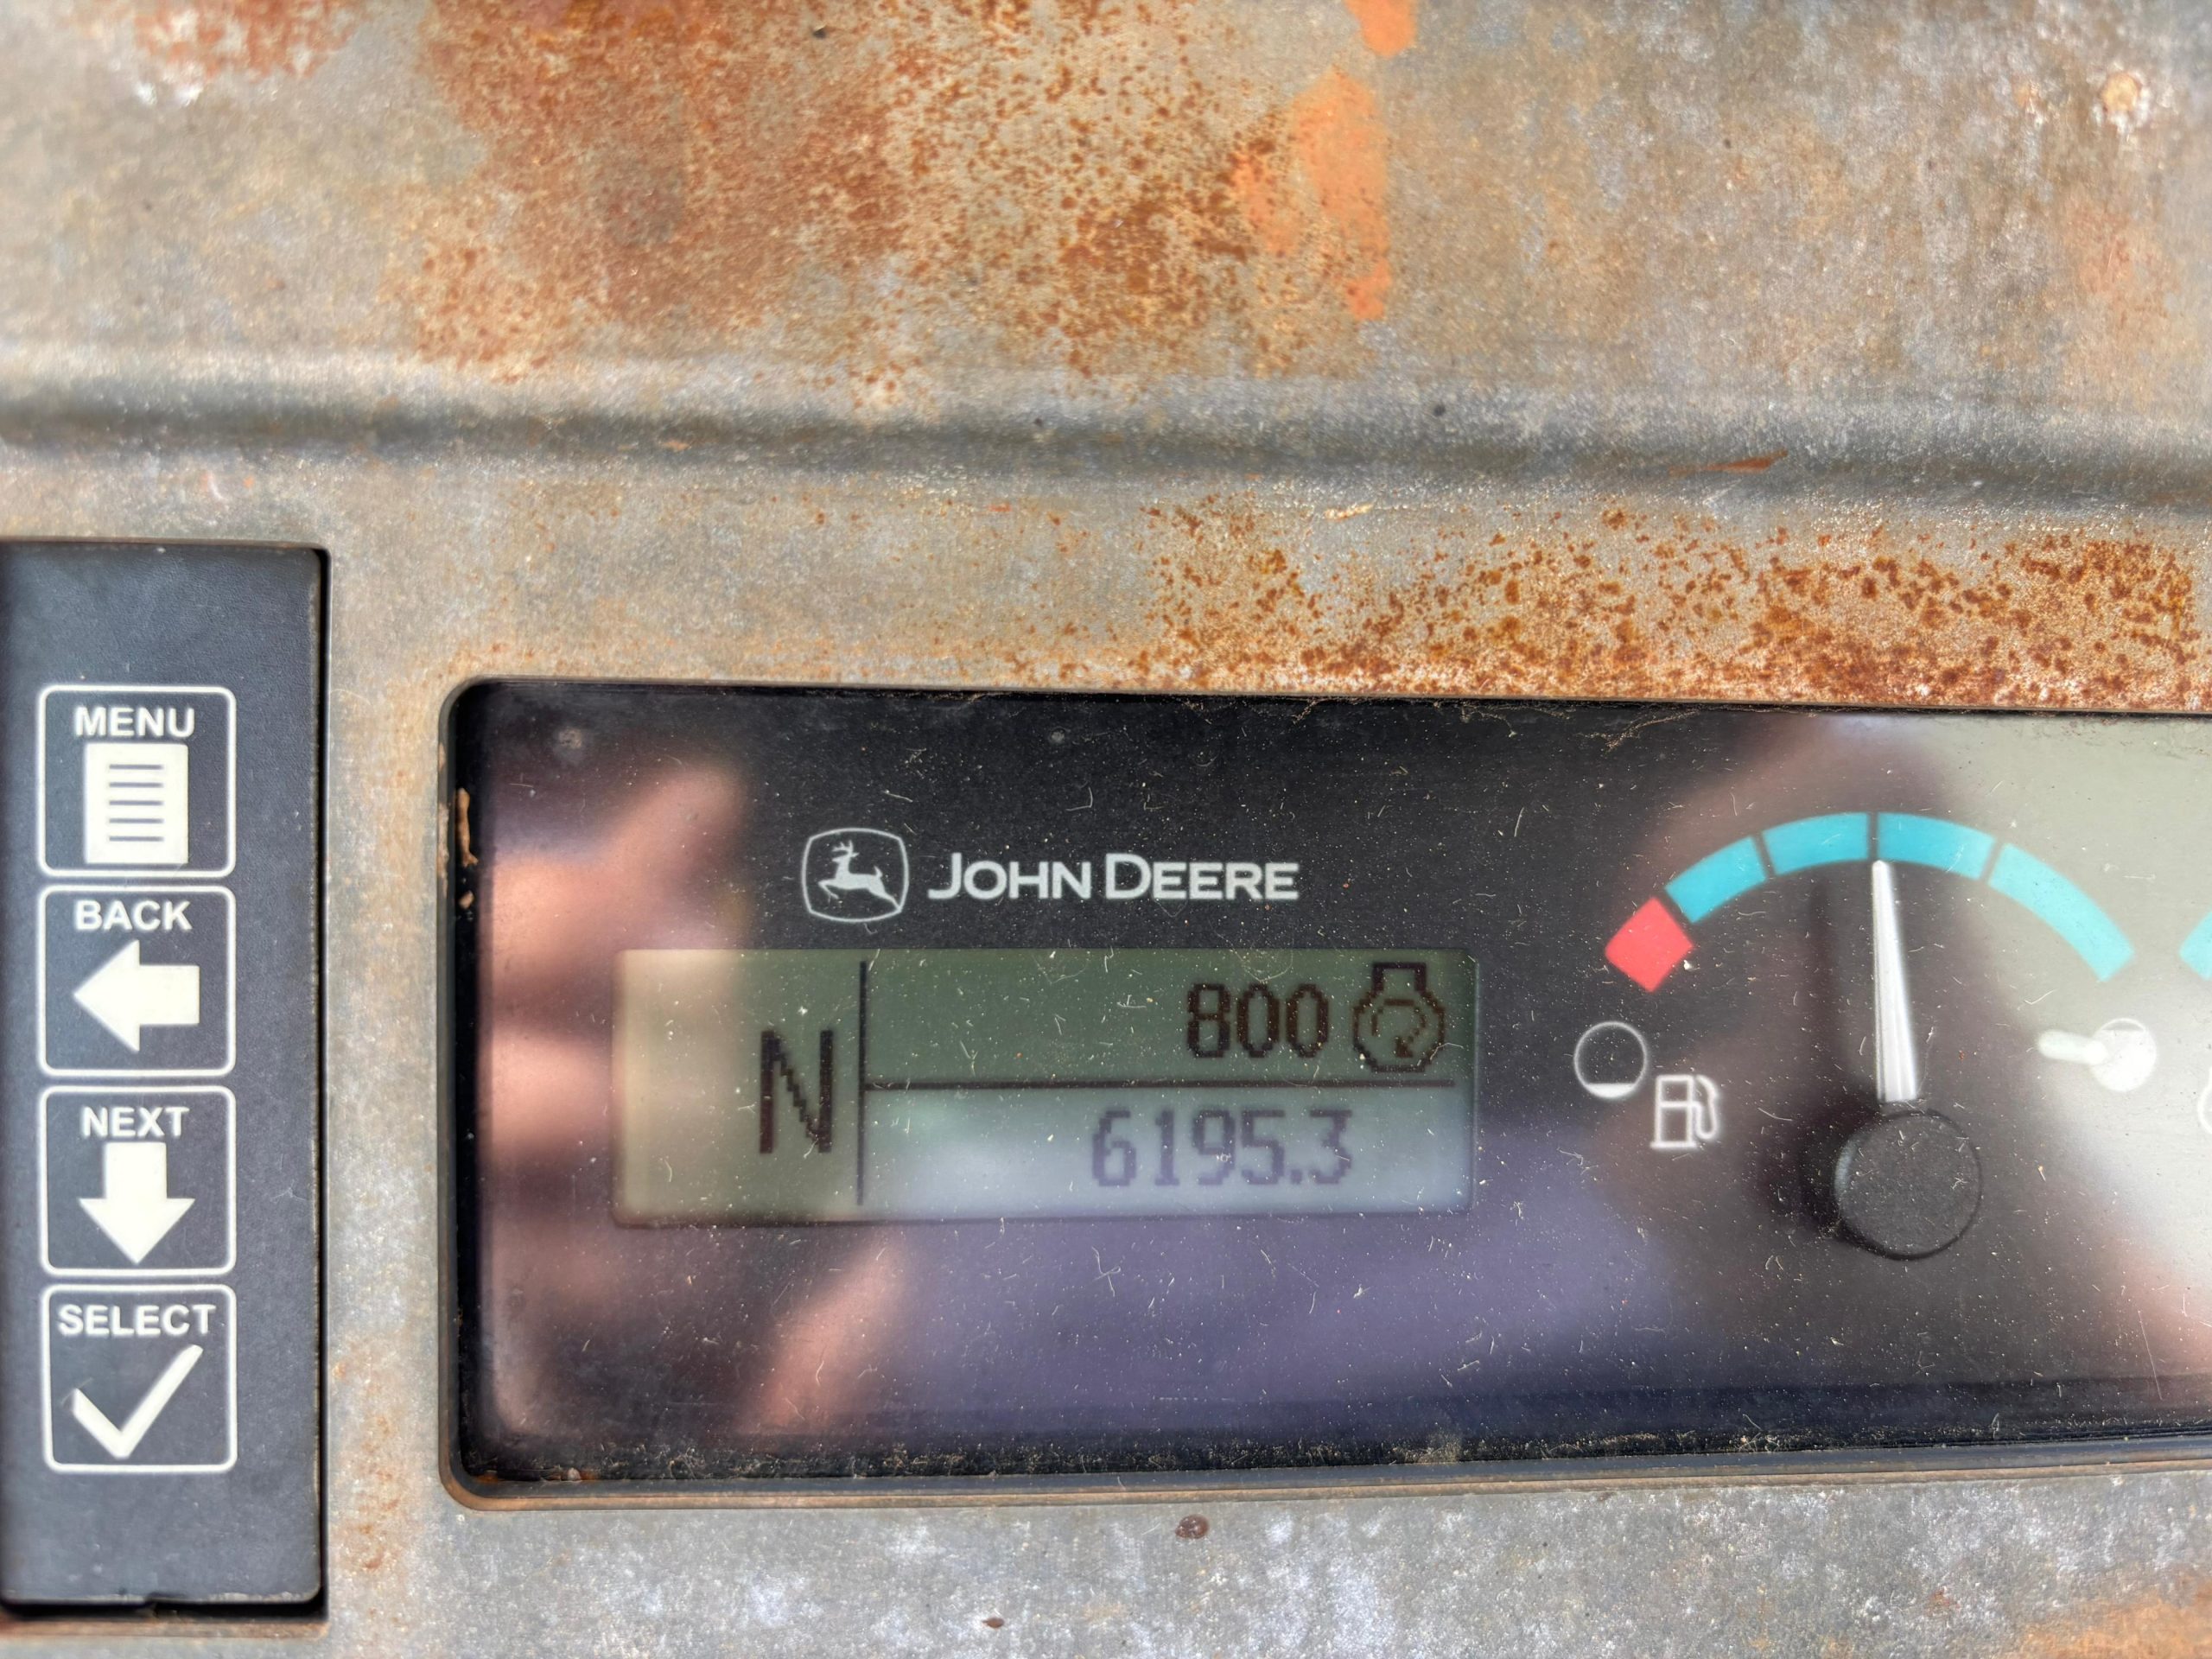 MENU
BACK
NEXT
SELECT
JOHN DEERE
N
800
6195.3